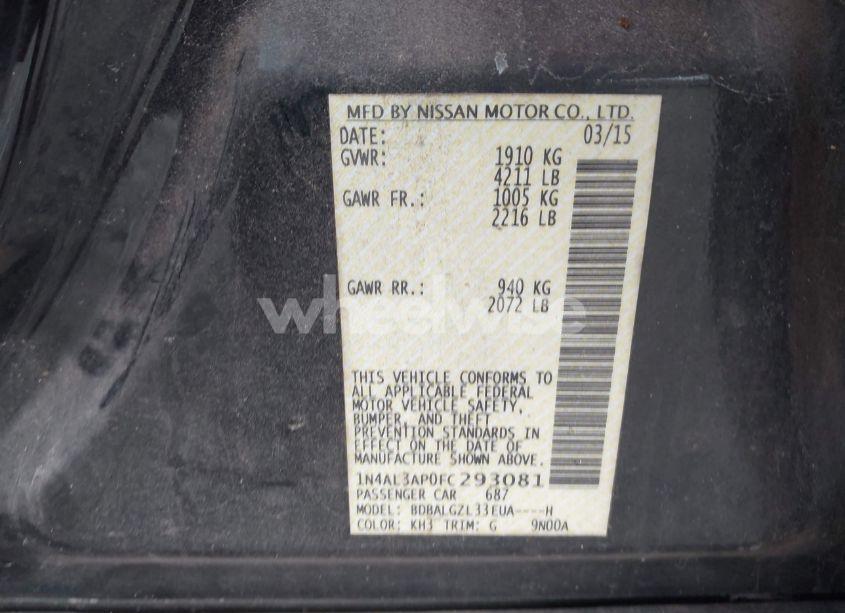 MFD BY NISSAN MOTOR CO., LTD.
DATE: 03/15
GVWR: 1910 KG
4211 LB
GAWR FR.: 1005 KG
2216 LB
GAWR RR.: 940 KG
2072 LB
wheelwise
THIS VEHICLE CONFORMS TO
ALL APPLICABLE FEDERAL
MOTOR VEHICLE SAFETY,
BUMPER, AND THEFT
PREVENTION STANDARDS IN
EFFECT ON THE DATE OF
MANUFACTURE SHOWN ABOVE.
1N4AL3AP0FC293081
PASSENGER CAR 687
MODEL: BDBALGZL33EUA----H
COLOR: KH3 TRIM: G 9N00A